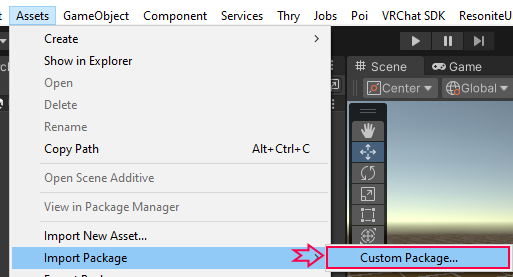 Assets GameObject Component Services Thry Jobs Poi VRChat SDK ResoniteU
Create
Show in Explorer
Open
Delete
Rename
Copy Path Alt+Ctrl+C
Open Scene Additive
View in Package Manager
Import New Asset...
Import Package
Custom Package...
Scene Game
Center Global